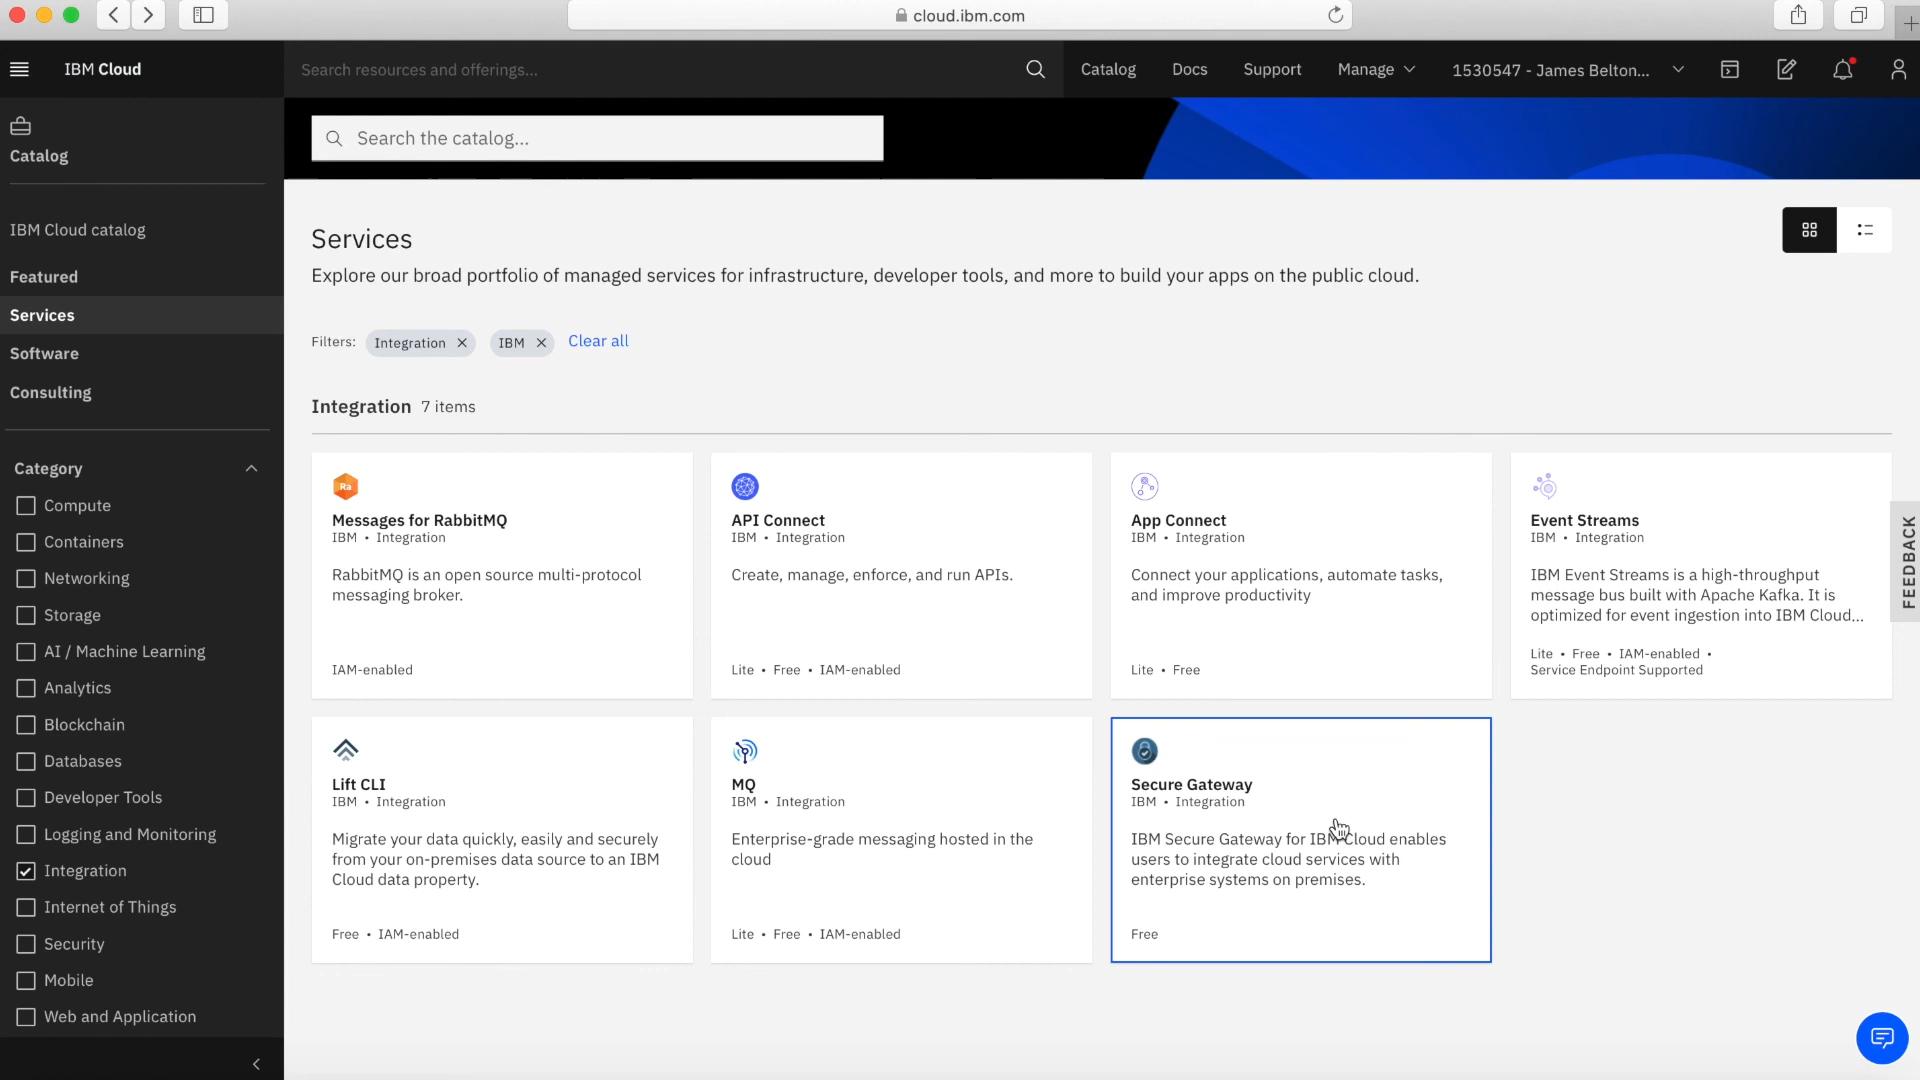 cloud.ibm.com
IBM Cloud
Search resources and offerings...
Catalog
Docs
Support
Manage
1530547 - James Belton...
Catalog
IBM Cloud catalog
Featured
Services
Software
Consulting
Category
Compute
Containers
Networking
Storage
AI / Machine Learning
Analytics
Blockchain
Databases
Developer Tools
Logging and Monitoring
Integration
Internet of Things
Security
Mobile
Web and Application
Search the catalog...
Services
Explore our broad portfolio of managed services for infrastructure, developer tools, and more to build your apps on the public cloud.
Filters: Integration IBM Clear all
Integration 7 items
Ra
Messages for RabbitMQ
IBM • Integration
RabbitMQ is an open source multi-protocol
messaging broker.
IAM-enabled
API Connect
IBM • Integration
Create, manage, enforce, and run APIs.
Lite • Free • IAM-enabled
App Connect
IBM • Integration
Connect your applications, automate tasks,
and improve productivity
Lite • Free
Event Streams
IBM • Integration
IBM Event Streams is a high-throughput
message bus built with Apache Kafka. It is
optimized for event ingestion into IBM Cloud...
Lite • Free • IAM-enabled •
Service Endpoint Supported
Lift CLI
IBM • Integration
Migrate your data quickly, easily and securely
from your on-premises data source to an IBM
Cloud data property.
Free • IAM-enabled
MQ
IBM • Integration
Enterprise-grade messaging hosted in the
cloud
Lite • Free • IAM-enabled
Secure Gateway
IBM • Integration
IBM Secure Gateway for IBM Cloud enables
users to integrate cloud services with
enterprise systems on premises.
Free
FEEDBACK